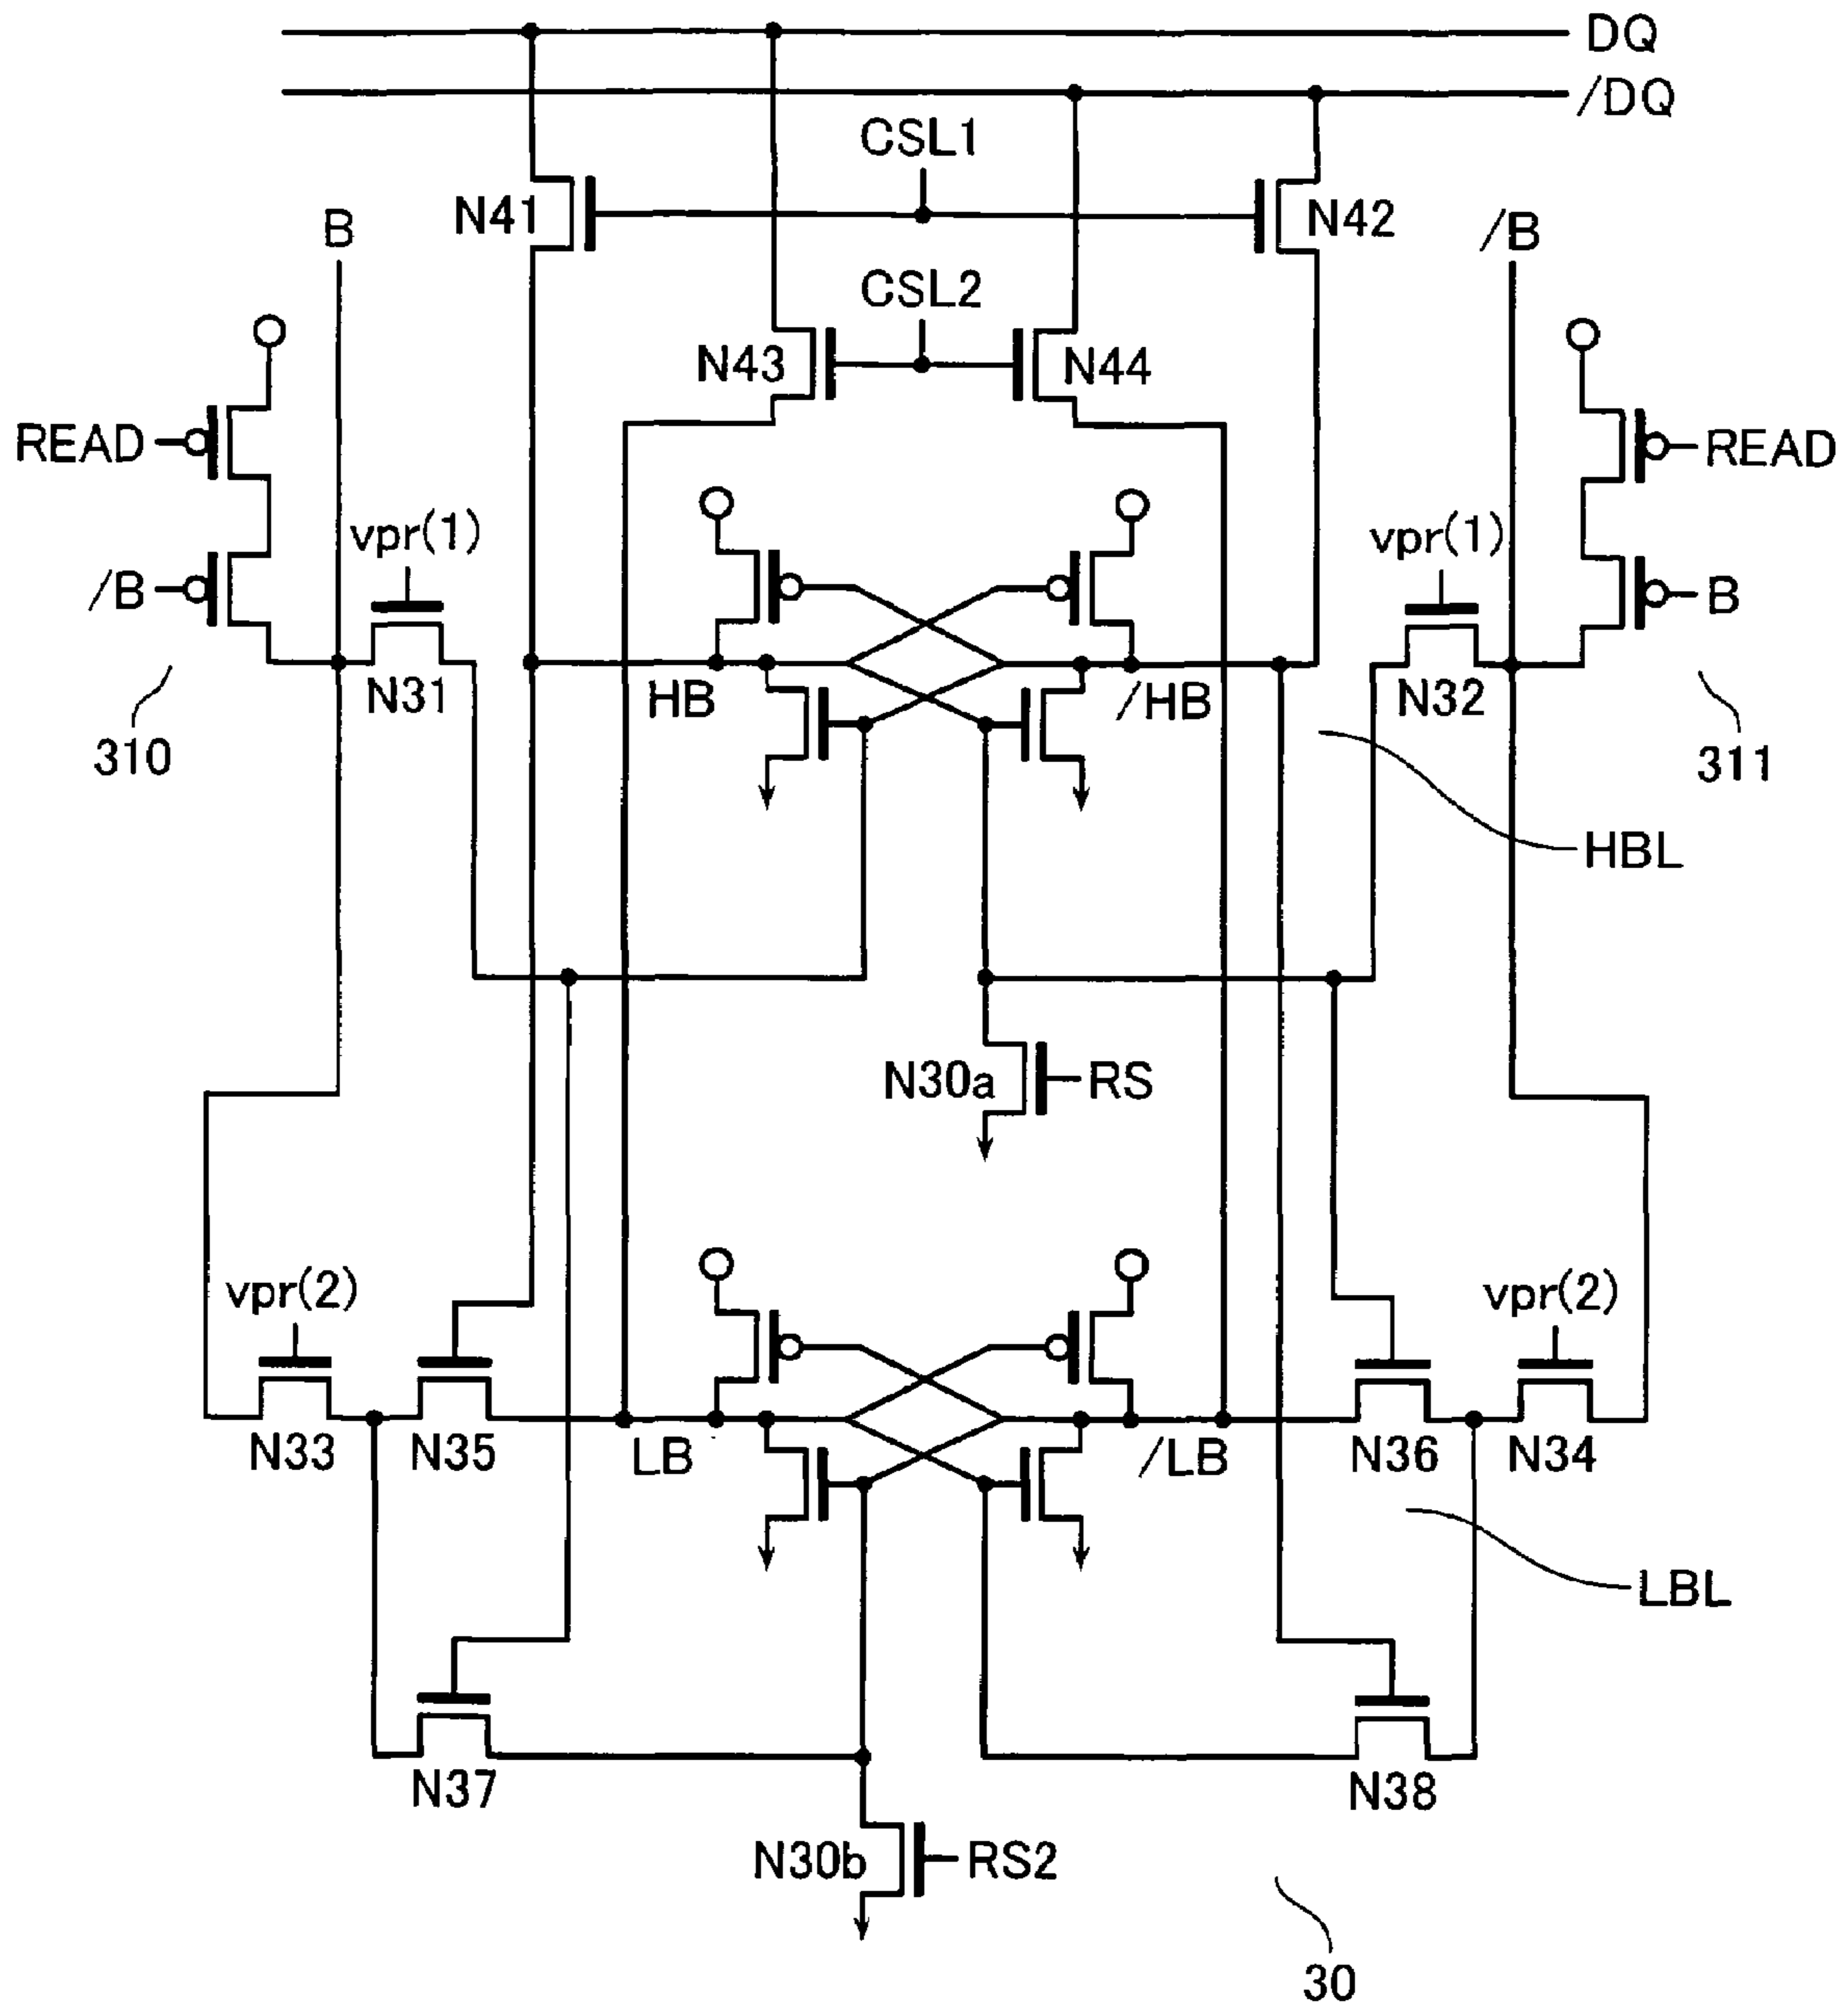 DQ
/DQ
CSL1
N41
N42
B
/B
CSL2
N43
N44
READ
READ
vpr(1)
vpr(1)
/B
B
N31
HB
/HB
N32
310
311
HBL
N30a
RS
vpr(2)
vpr(2)
N33
N35
LB
/LB
N36
N34
LBL
N37
N38
N30b
RS2
30